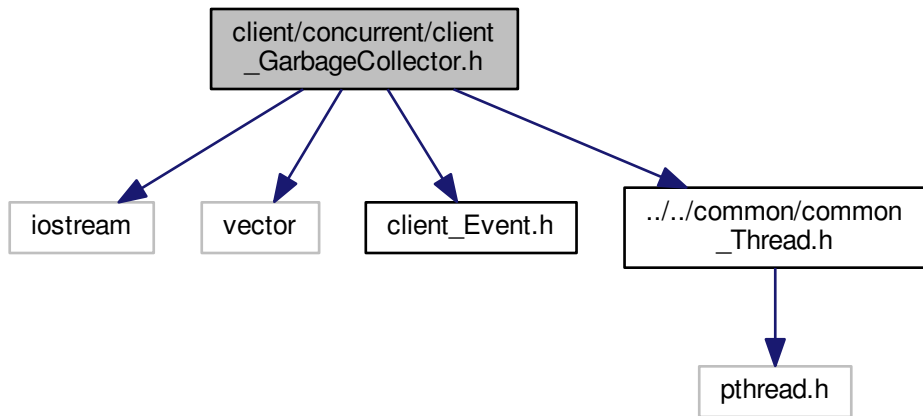 client/concurrent/client
_GarbageCollector.h
iostream
vector
client_Event.h
../../common/common
_Thread.h
pthread.h